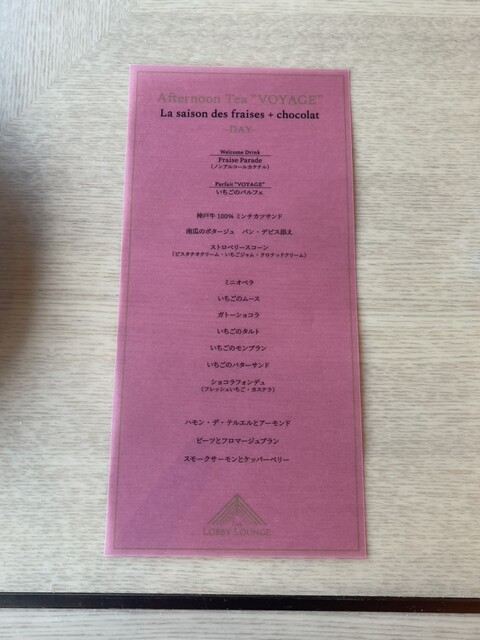 Afternoon Tea "VOYAGE"
La saison des fraises + chocolat
-DAY-
Welcome Drink
Fraise Parade
(ノンアルコールカクテル)
Parfait "VOYAGE"
いちごのパルフェ
神戸牛100% ミンチカツサンド
南瓜のポタージュ パン・デピス添え
ストロベリースコーン
(ピスタチオクリーム・いちごジャム・クロテッドクリーム)
ミニオペラ
いちごのムース
ガトーショコラ
いちごのタルト
いちごのモンブラン
いちごのバターサンド
ショコラフォンデュ
(フレッシュいちご・カステラ)
ハモン・デ・テルエルとアーモンド
ビーツとフロマージュブラン
スモークサーモンとケッパーベリー
LOBBY LOUNGE